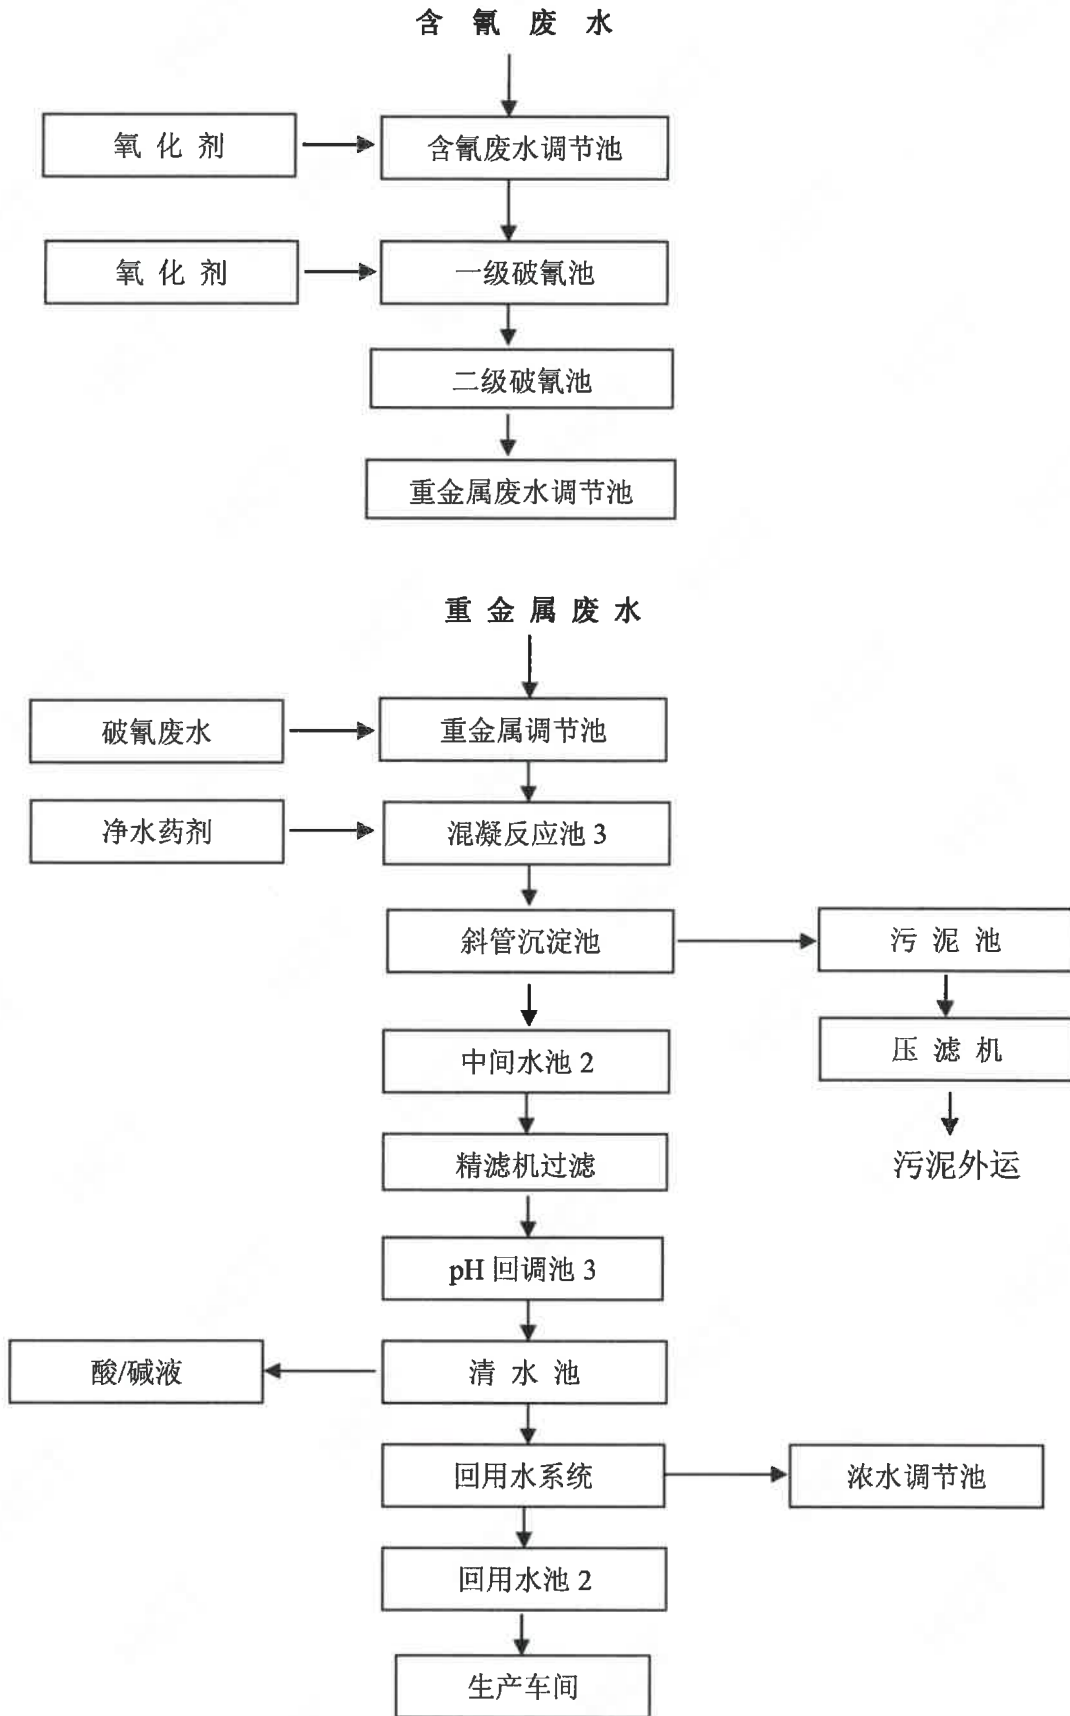 含 氰 废 水
氧 化 剂
含氰废水调节池
氧 化 剂
一级破氰池
二级破氰池
重金属废水调节池
重 金 属 废 水
破氰废水
重金属调节池
净水药剂
混凝反应池 3
斜管沉淀池
污 泥 池
中间水池 2
压 滤 机
精滤机过滤
污泥外运
pH 回调池 3
酸/碱液
清 水 池
回用水系统
浓水调节池
回用水池 2
生产车间